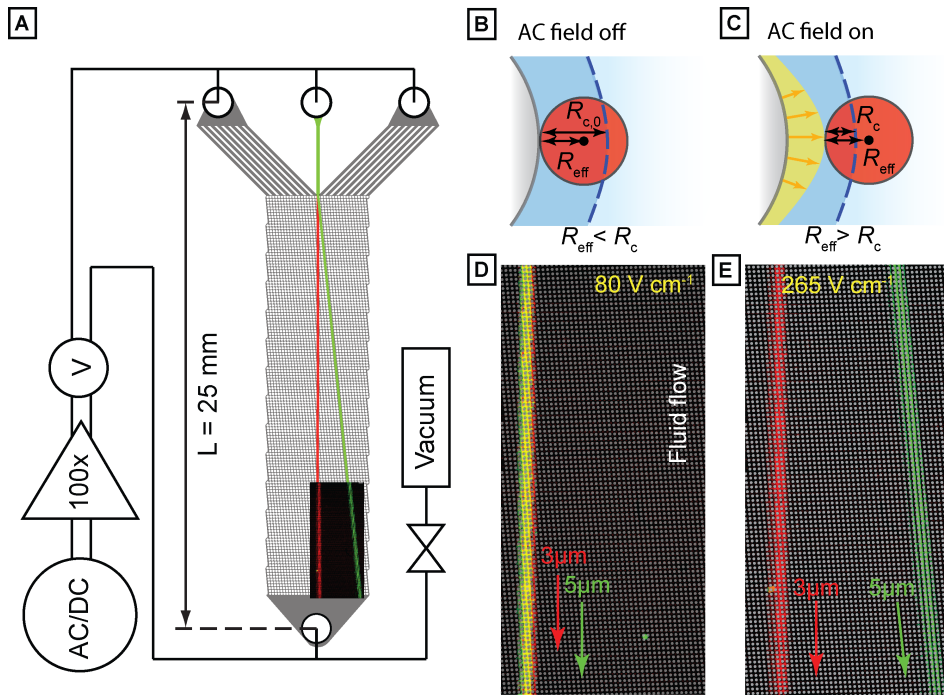 A
B
AC field off
C
AC field on
R_c,0
R_eff
R_c
R_eff
R_eff < R_c
R_eff > R_c
L = 25 mm
V
100x
AC/DC
Vacuum
D
80 V cm⁻¹
Fluid flow
3µm
5µm
E
265 V cm⁻¹
3µm
5µm